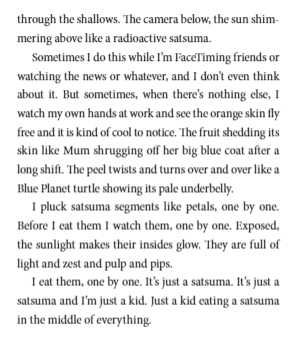 through the shallows. The camera below, the sun shim-
mering above like a radioactive satsuma.
Sometimes I do this while I'm FaceTiming friends or
watching the news or whatever, and I don't even think
about it. But sometimes, when there's nothing else, I
watch my own hands at work and see the orange skin fly
free and it is kind of cool to notice. The fruit shedding its
skin like Mum shrugging off her big blue coat after a
long shift. The peel twists and turns over and over like a
Blue Planet turtle showing its pale underbelly.
I pluck satsuma segments like petals, one by one.
Before I eat them I watch them, one by one. Exposed,
the sunlight makes their insides glow. They are full of
light and zest and pulp and pips.
I eat them, one by one. It's just a satsuma. It's just a
satsuma and I'm just a kid. Just a kid eating a satsuma
in the middle of everything.